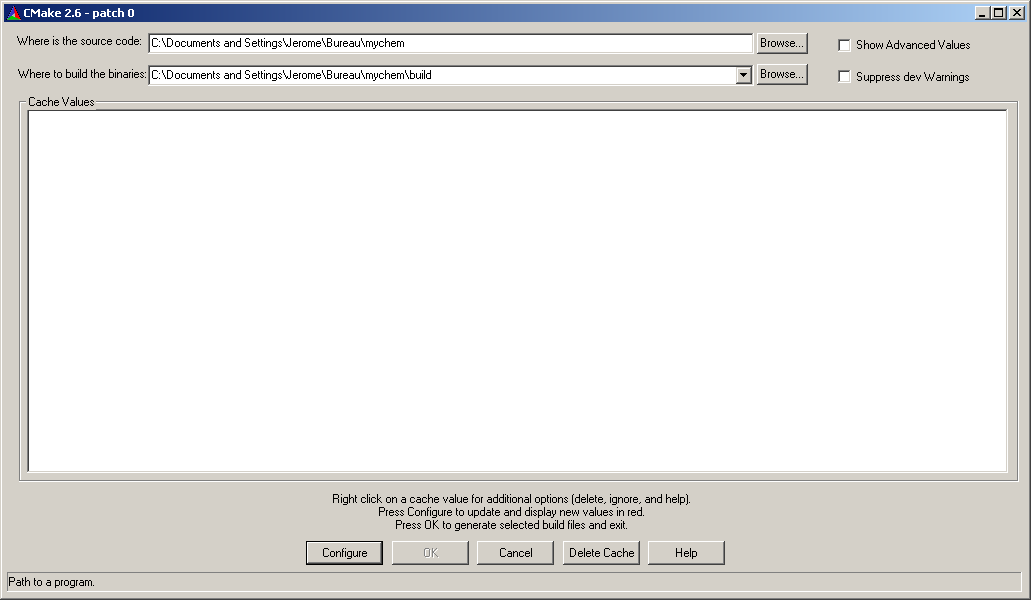 CMake 2.6 - patch 0
Where is the source code: C:\Documents and Settings\Jerome\Bureau\mychem Browse... Show Advanced Values
Where to build the binaries: C:\Documents and Settings\Jerome\Bureau\mychem\build Browse... Suppress dev Warnings
Cache Values
Right click on a cache value for additional options (delete, ignore, and help).
Press Configure to update and display new values in red.
Press OK to generate selected build files and exit.
Configure OK Cancel Delete Cache Help
Path to a program.